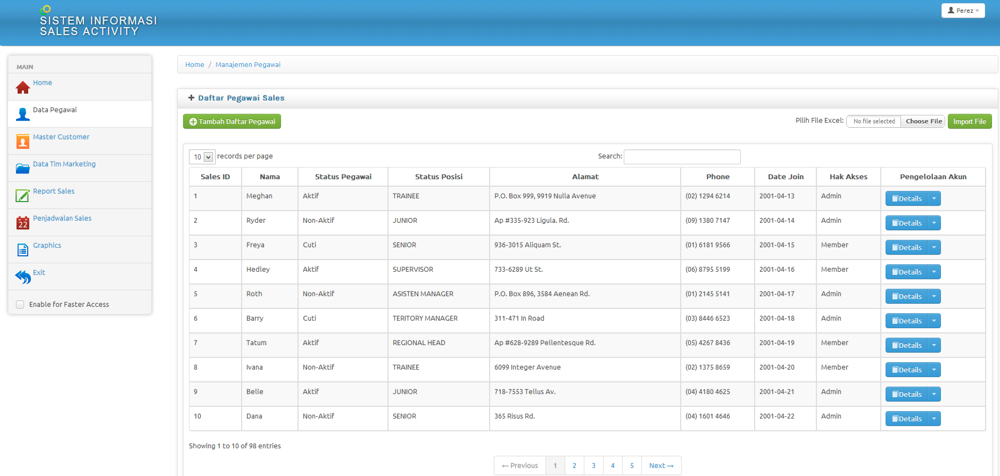 SISTEM INFORMASI
SALES ACTIVITY
Perez
MAIN
Home
Data Pegawai
Master Customer
Data Tim Marketing
Report Sales
22
Penjadwalan Sales
Graphics
Exit
Enable for Faster Access
Home / Manajemen Pegawai
Daftar Pegawai Sales
Tambah Daftar Pegawai
Pilih File Excel: No file selected Choose File Import File
10 records per page Search:
Sales ID Nama Status Pegawai Status Posisi Alamat Phone Date Join Hak Akses Pengelolaan Akun
1 Meghan Aktif TRAINEE P.O. Box 999, 9919 Nulla Avenue (02) 1294 6214 2001-04-13 Admin Details
2 Ryder Non-Aktif JUNIOR Ap #335-923 Ligula. Rd. (09) 1380 7147 2001-04-14 Admin Details
3 Freya Cuti SENIOR 936-3015 Aliquam St. (01) 6181 9566 2001-04-15 Member Details
4 Hedley Aktif SUPERVISOR 733-6289 Ut St. (06) 8795 5199 2001-04-16 Member Details
5 Roth Non-Aktif ASISTEN MANAGER P.O. Box 896, 3584 Aenean Rd. (01) 2145 5141 2001-04-17 Admin Details
6 Barry Cuti TERITORY MANAGER 311-471 In Road (03) 8446 6523 2001-04-18 Admin Details
7 Tatum Aktif REGIONAL HEAD Ap #628-9289 Pellentesque Rd. (05) 4267 8436 2001-04-19 Member Details
8 Ivana Non-Aktif TRAINEE 6099 Integer Avenue (02) 1375 8659 2001-04-20 Member Details
9 Belle Aktif JUNIOR 718-7553 Tellus Av. (04) 4180 4625 2001-04-21 Admin Details
10 Dana Non-Aktif SENIOR 365 Risus Rd. (04) 1601 4646 2001-04-22 Admin Details
Showing 1 to 10 of 98 entries
← Previous 1 2 3 4 5 Next →